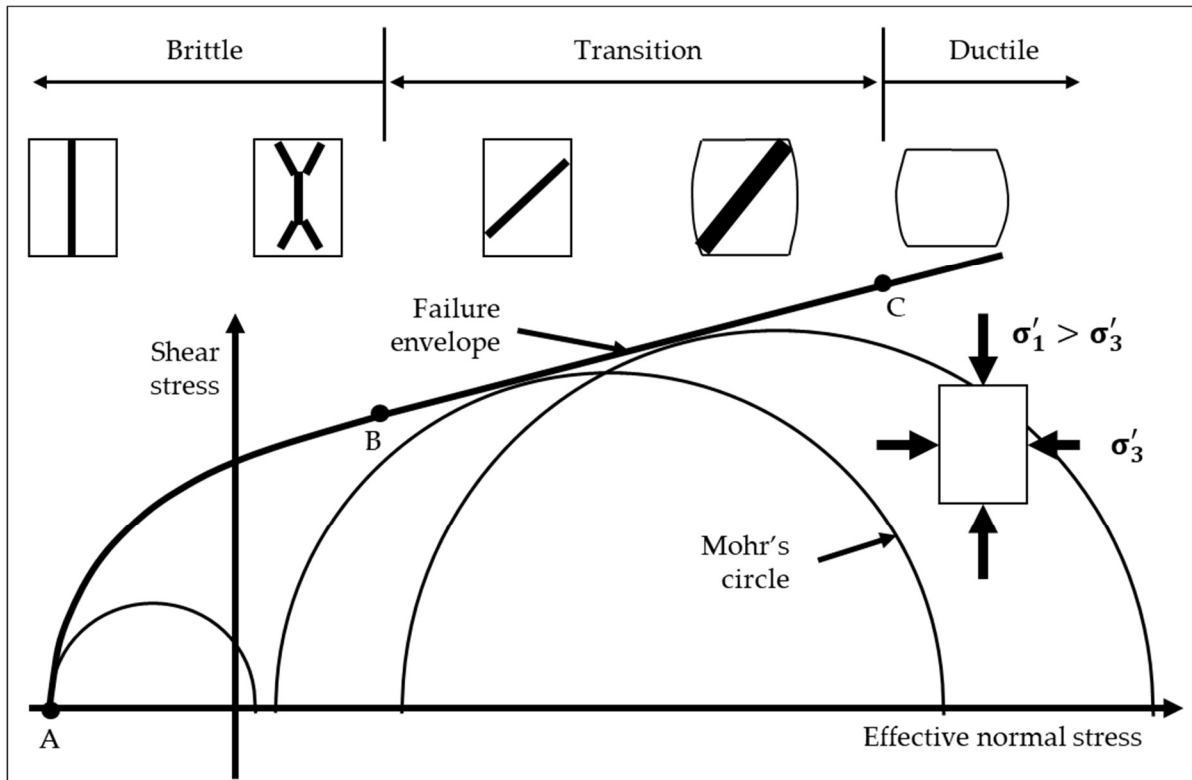 Brittle
Transition
Ductile
Failure
envelope
C
Shear
stress
σ′₁ > σ′₃
B
σ′₃
Mohr's
circle
A
Effective normal stress